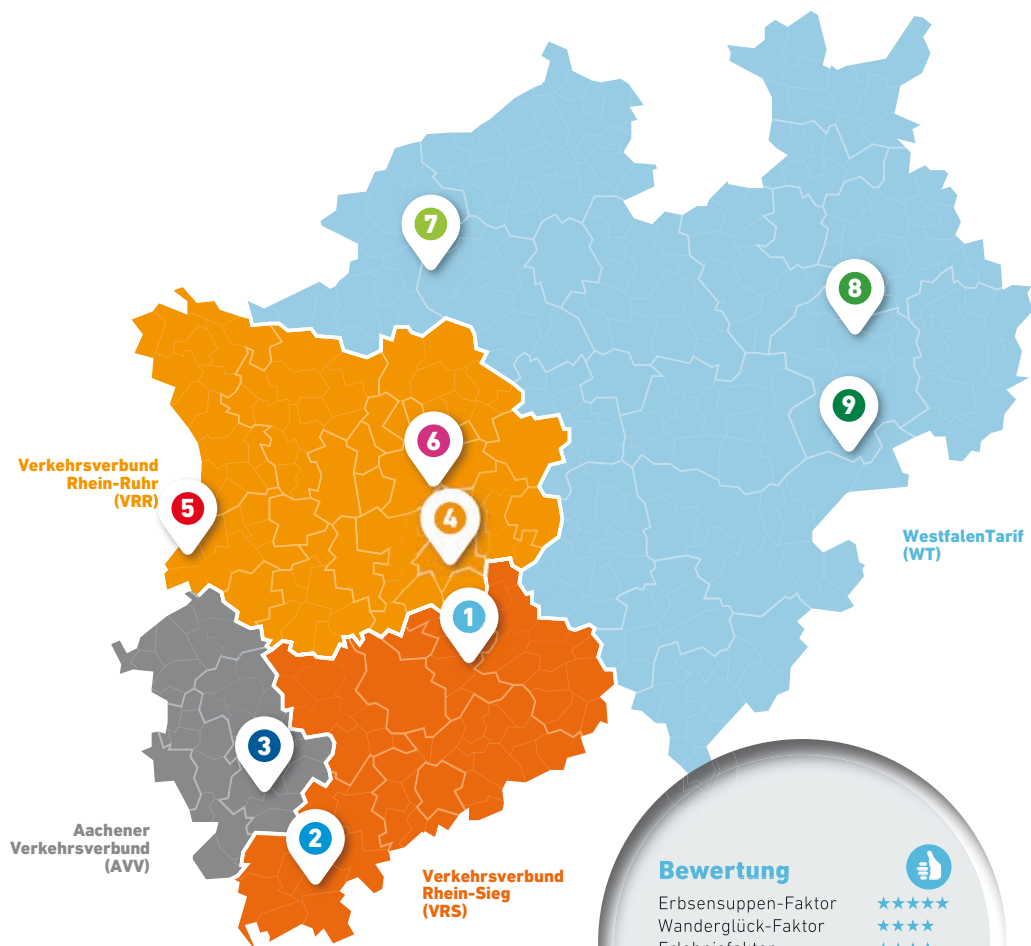 7
8
9
6
Verkehrsverbund
Rhein-Ruhr
(VRR)
5
4
WestfalenTarif
(WT)
1
3
Aachener
Verkehrsverbund
(AVV)
2
Verkehrsverbund
Rhein-Sieg
(VRS)
Bewertung
Erbsensuppen-Faktor ★★★★★
Wanderglück-Faktor ★★★★
Erlebnisfaktor ★★★★